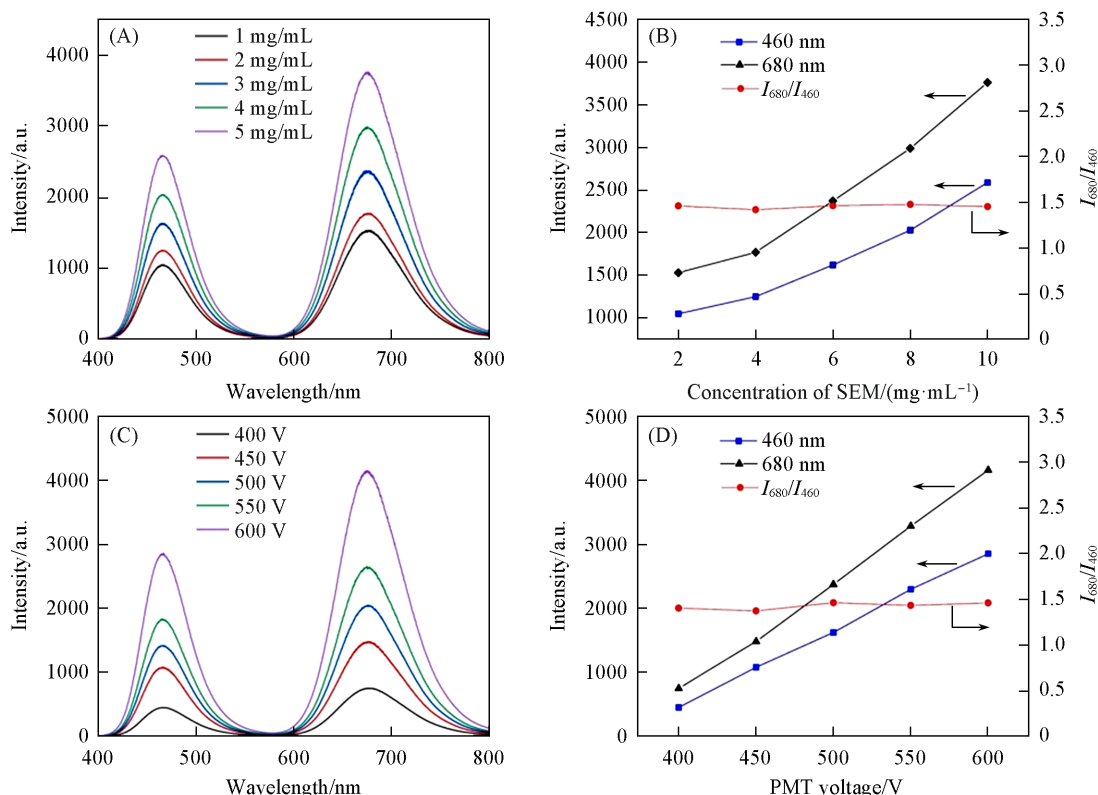 (A)
1 mg/mL
2 mg/mL
3 mg/mL
4 mg/mL
5 mg/mL
Intensity/a.u.
4000
3000
2000
1000
0
400 500 600 700 800
Wavelength/nm
(B)
460 nm
680 nm
I680/I460
Intensity/a.u.
4500
4000
3500
3000
2500
2000
1500
1000
3.5
3.0
2.5
2.0
1.5
1.0
0.5
0
I680/I460
2 4 6 8 10
Concentration of SEM/(mg·mL−1)
(C)
400 V
450 V
500 V
550 V
600 V
Intensity/a.u.
5000
4000
3000
2000
1000
0
400 500 600 700 800
Wavelength/nm
(D)
460 nm
680 nm
I680/I460
Intensity/a.u.
5000
4000
3000
2000
1000
0
3.5
3.0
2.5
2.0
1.5
1.0
0.5
0
I680/I460
400 450 500 550 600
PMT voltage/V